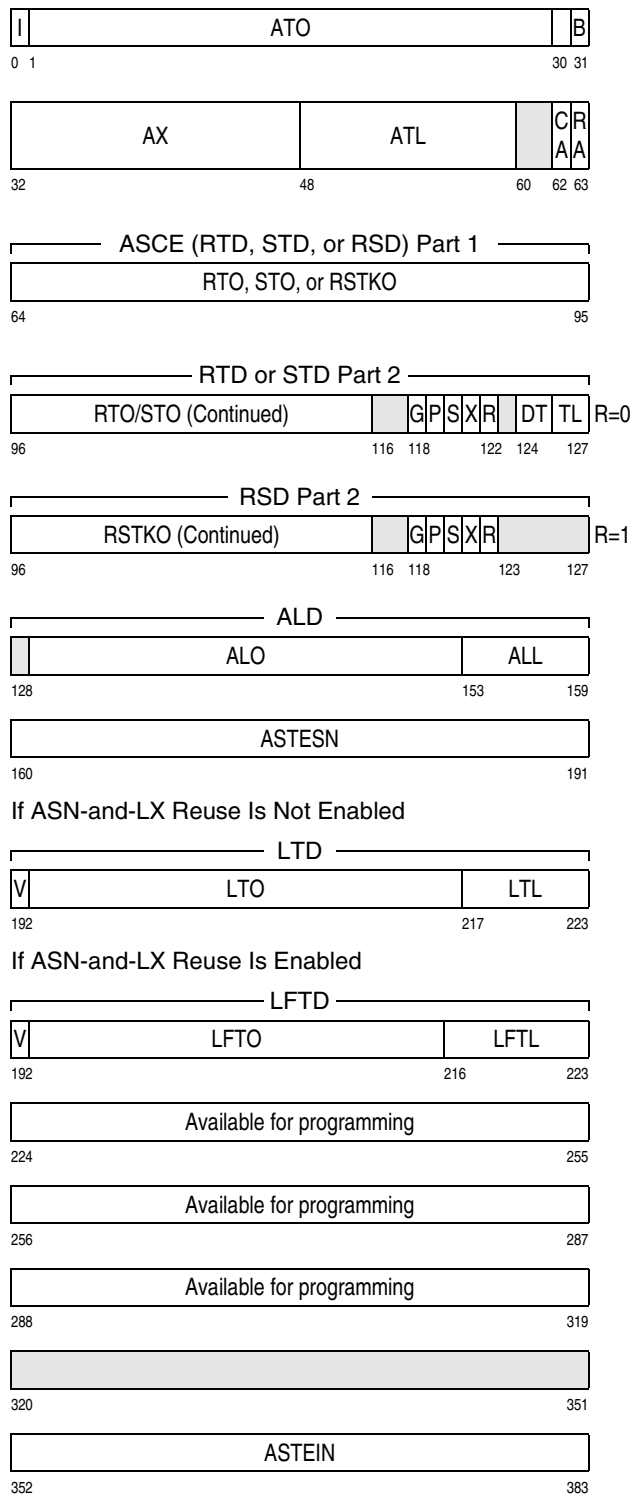 I ATO B
0 1 30 31
AX ATL CA RA
32 48 60 62 63
ASCE (RTD, STD, or RSD) Part 1
RTO, STO, or RSTKO
64 95
RTD or STD Part 2
RTO/STO (Continued) G P S X R DT TL R=0
96 116 118 122 124 127
RSD Part 2
RSTKO (Continued) G P S X R R=1
96 116 118 123 127
ALD
ALO ALL
128 153 159
ASTESN
160 191
If ASN-and-LX Reuse Is Not Enabled
LTD
V LTO LTL
192 217 223
If ASN-and-LX Reuse Is Enabled
LFTD
V LFTO LFTL
192 216 223
Available for programming
224 255
Available for programming
256 287
Available for programming
288 319
320 351
ASTEIN
352 383